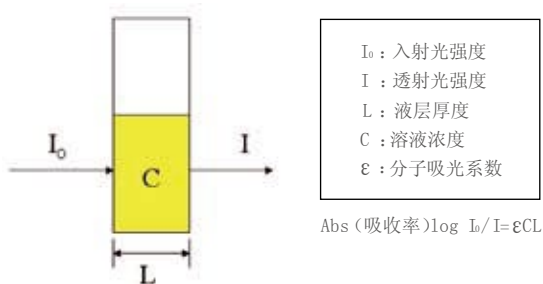 I₀
I
C
L
I₀：入射光强度
I：透射光强度
L：液层厚度
C：溶液浓度
ε：分子吸光系数
Abs（吸收率）log I₀/I=εCL